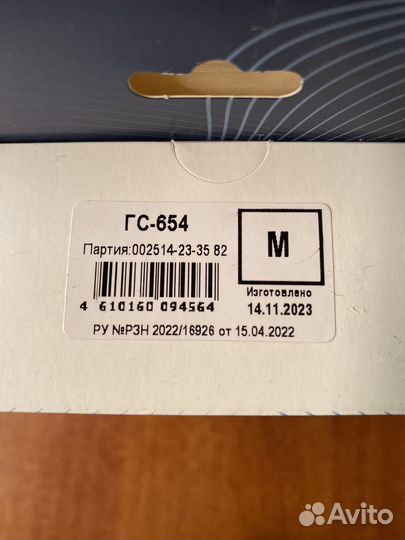 ГС-654
Партия:002514-23-35 82
M
Изготовлено
4 610160 094564
14.11.2023
РУ №РЗН 2022/16926 от 15.04.2022
Avito